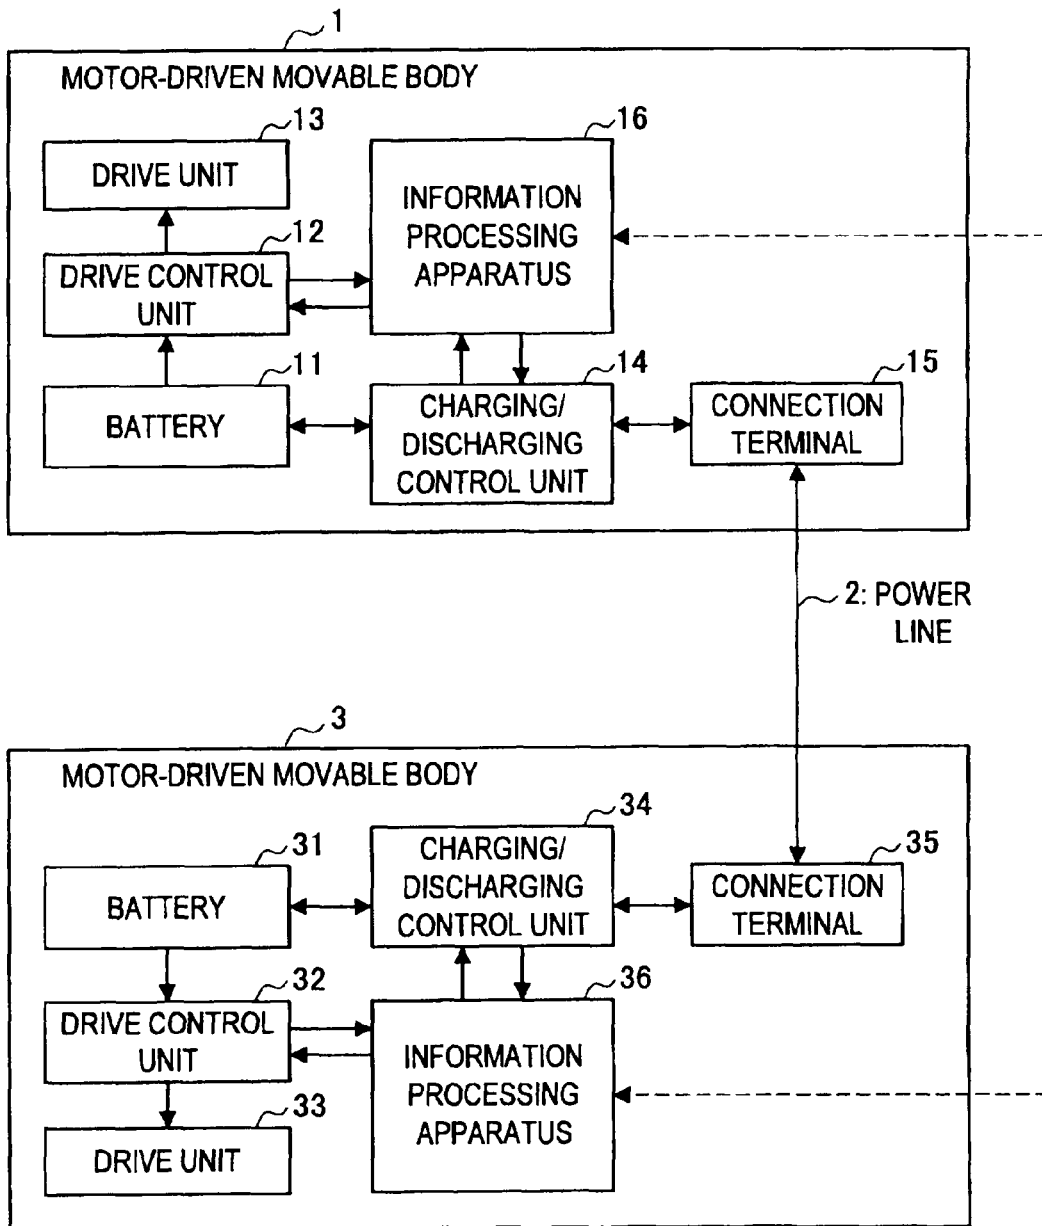 1
MOTOR-DRIVEN MOVABLE BODY
13
DRIVE UNIT
16
INFORMATION
PROCESSING
APPARATUS
12
DRIVE CONTROL
UNIT
11
BATTERY
14
CHARGING/
DISCHARGING
CONTROL UNIT
15
CONNECTION
TERMINAL
2: POWER
LINE
3
MOTOR-DRIVEN MOVABLE BODY
31
BATTERY
34
CHARGING/
DISCHARGING
CONTROL UNIT
35
CONNECTION
TERMINAL
32
DRIVE CONTROL
UNIT
36
INFORMATION
PROCESSING
APPARATUS
33
DRIVE UNIT